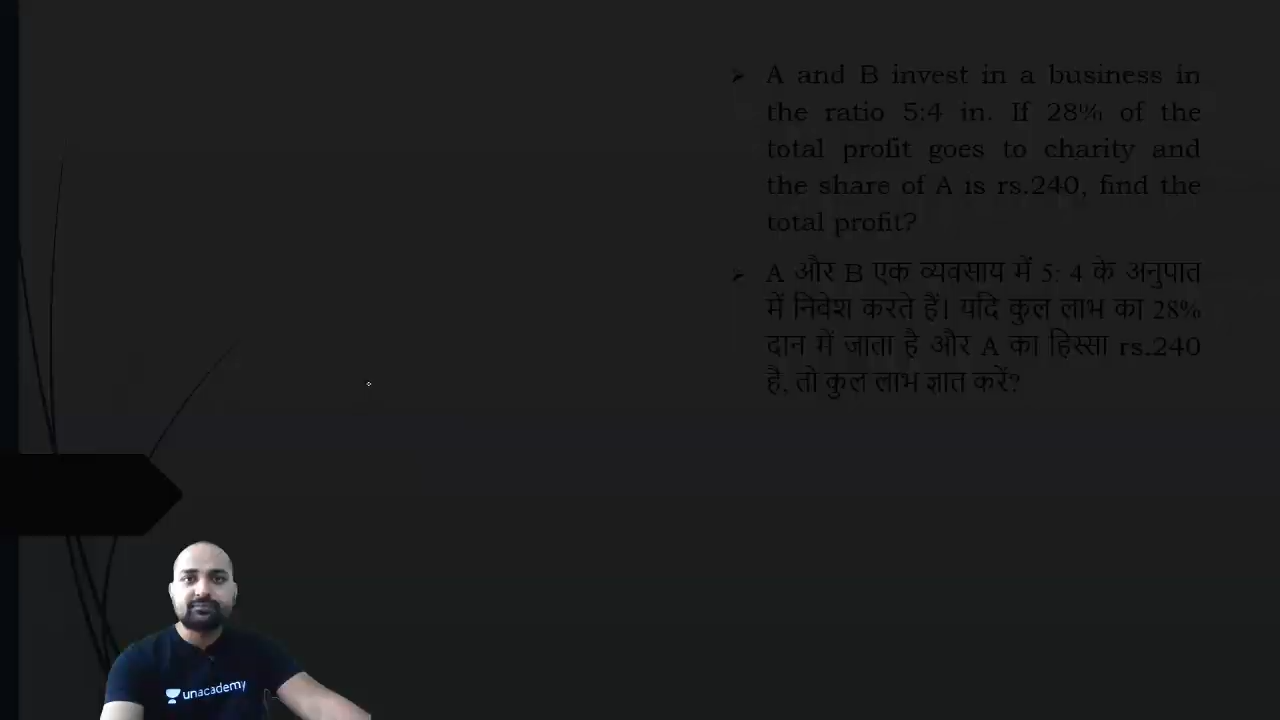 A and B invest in a business in
the ratio 5:4 in. If 28% of the
total profit goes to charity and
the share of A is rs.240, find the
total profit?
A और B एक व्यवसाय में 5: 4 के अनुपात
में निवेश करते हैं। यदि कुल लाभ का 28%
दान में जाता है और A का हिस्सा rs.240
है, तो कुल लाभ ज्ञात करें?
unacademy